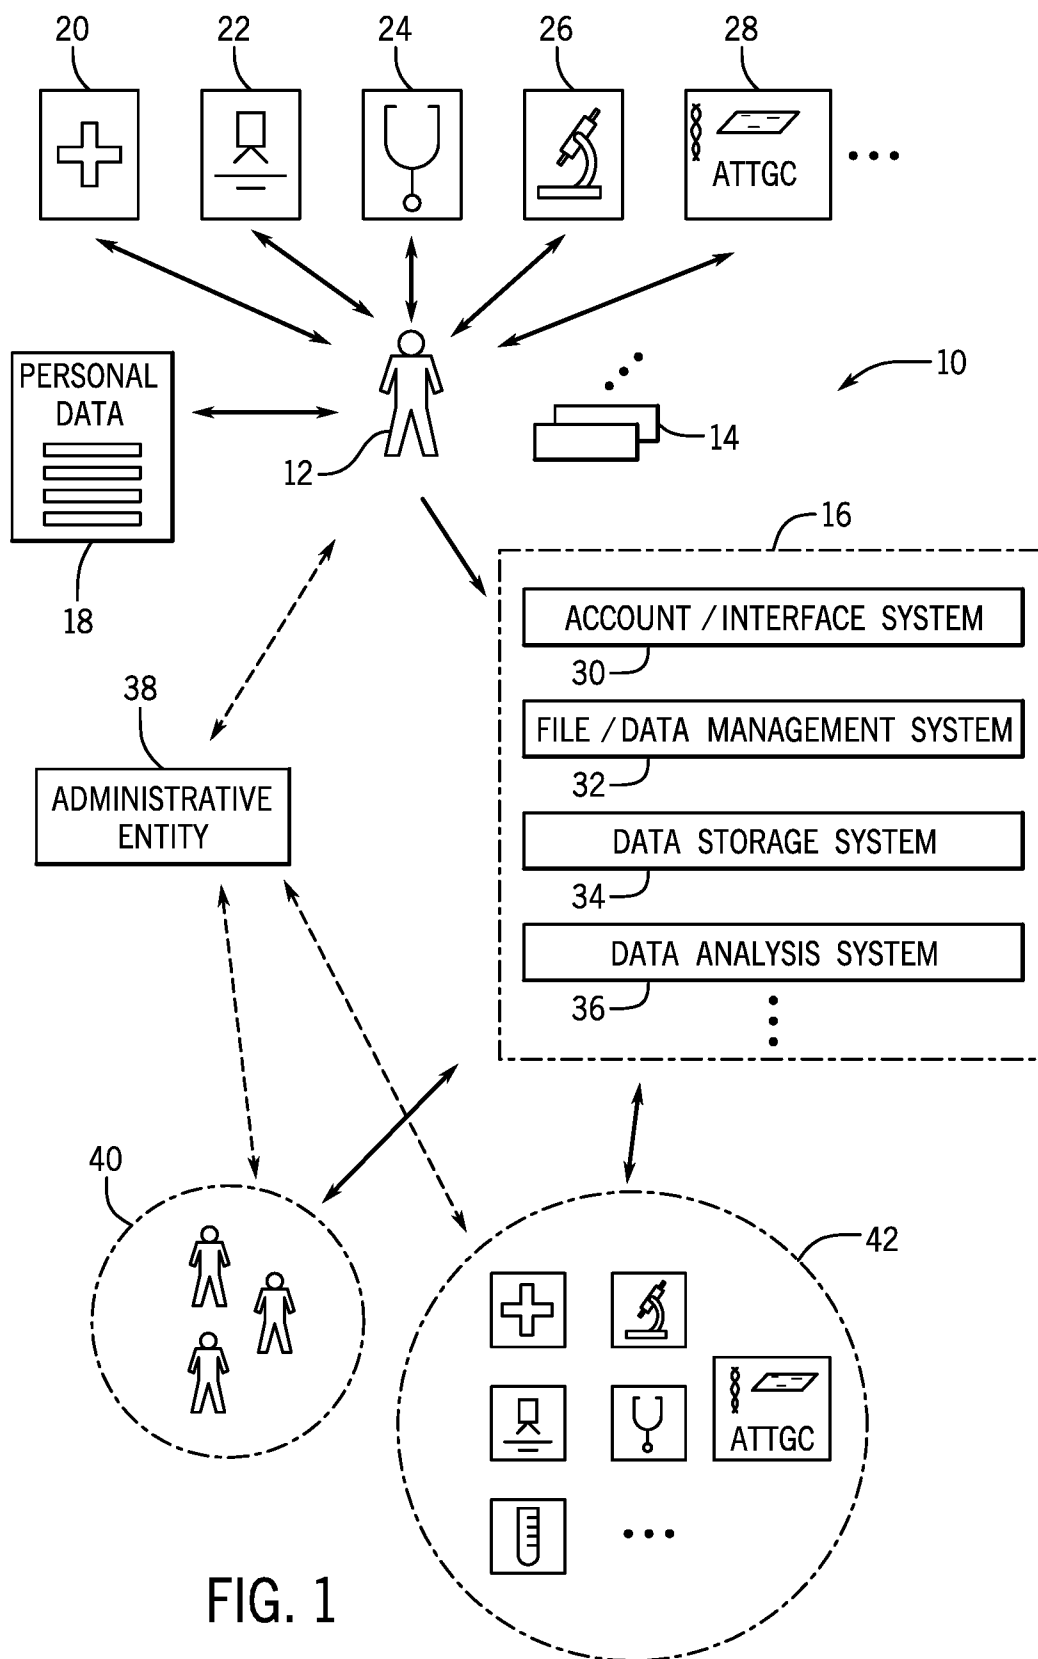 20 22 24 26 28
ATTGC
PERSONAL
DATA
10
14
12
18
16
ACCOUNT / INTERFACE SYSTEM
30
FILE / DATA MANAGEMENT SYSTEM
32
DATA STORAGE SYSTEM
34
DATA ANALYSIS SYSTEM
36
38
ADMINISTRATIVE
ENTITY
40
42
ATTGC
FIG. 1